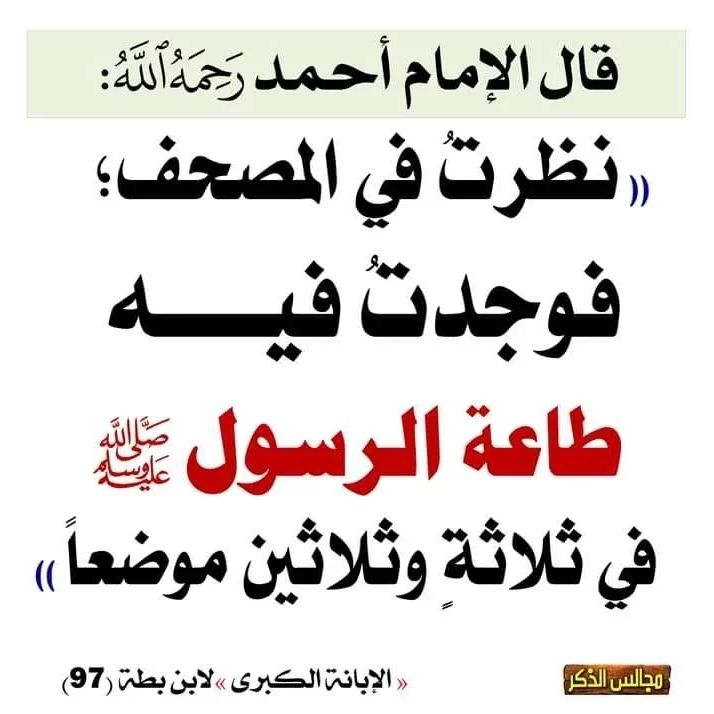 قال الإمام أحمد رَحِمَهُ ٱللَّهُ:
(( نظرتُ في المصحف؛
فوجدتُ فيـــه
طاعة الرسول صَلَّى اللَّه عَلَيْهِ وَسَلَّم
في ثلاثةٍ وثلاثين موضعاً ))
« الإبانة الكبرى » لابن بطة (97)
مجالس الذكر